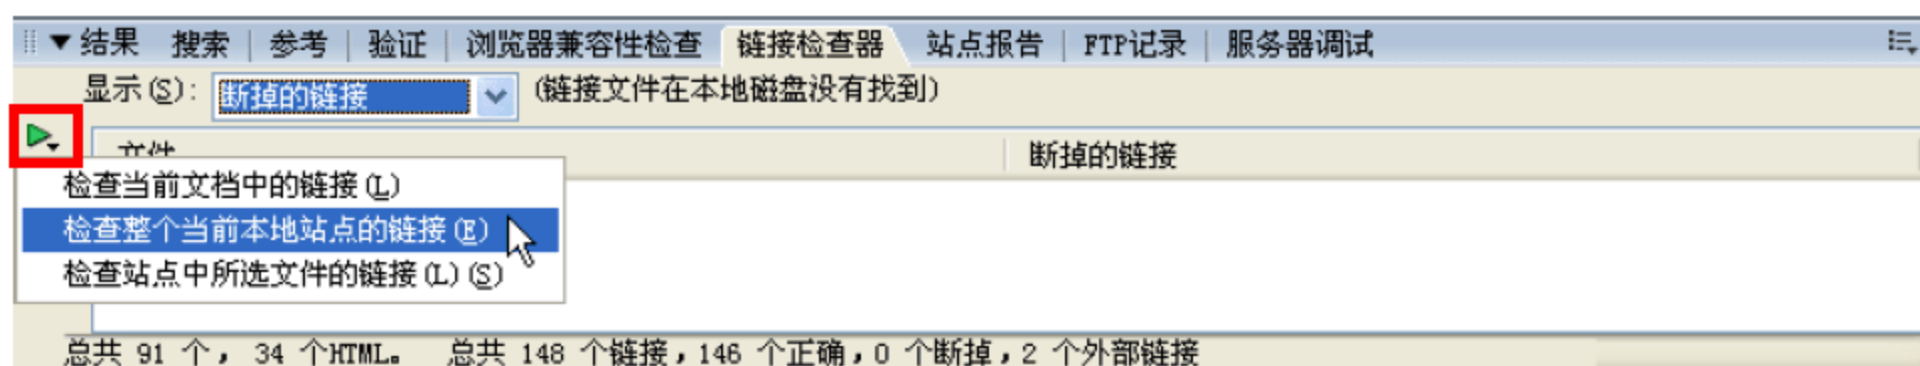 结果 搜索 参考 验证 浏览器兼容性检查 链接检查器 站点报告 FTP记录 服务器调试
显示(S): 断掉的链接 (链接文件在本地磁盘没有找到)
文件 断掉的链接
检查当前文档中的链接(L)
检查整个当前本地站点的链接(E)
检查站点中所选文件的链接(L)(S)
总共 91 个, 34 个HTML。 总共 148 个链接,146 个正确,0 个断掉,2 个外部链接